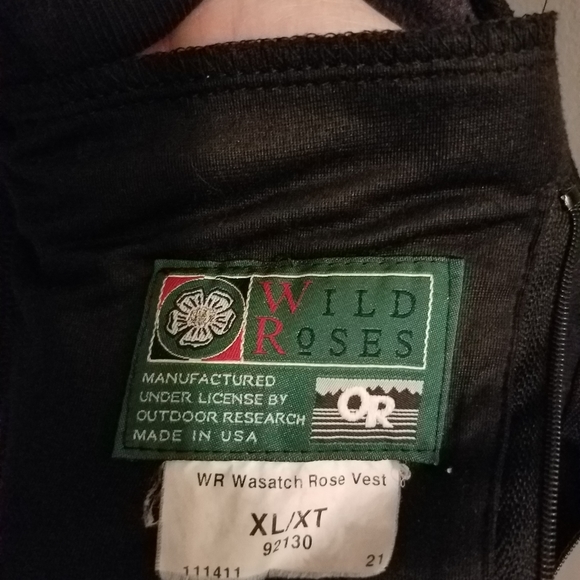 WILD
ROSES
MANUFACTURED
UNDER LICENSE BY
OUTDOOR RESEARCH
MADE IN USA
OR
WR Wasatch Rose Vest
XL/XT
92130
111411 21